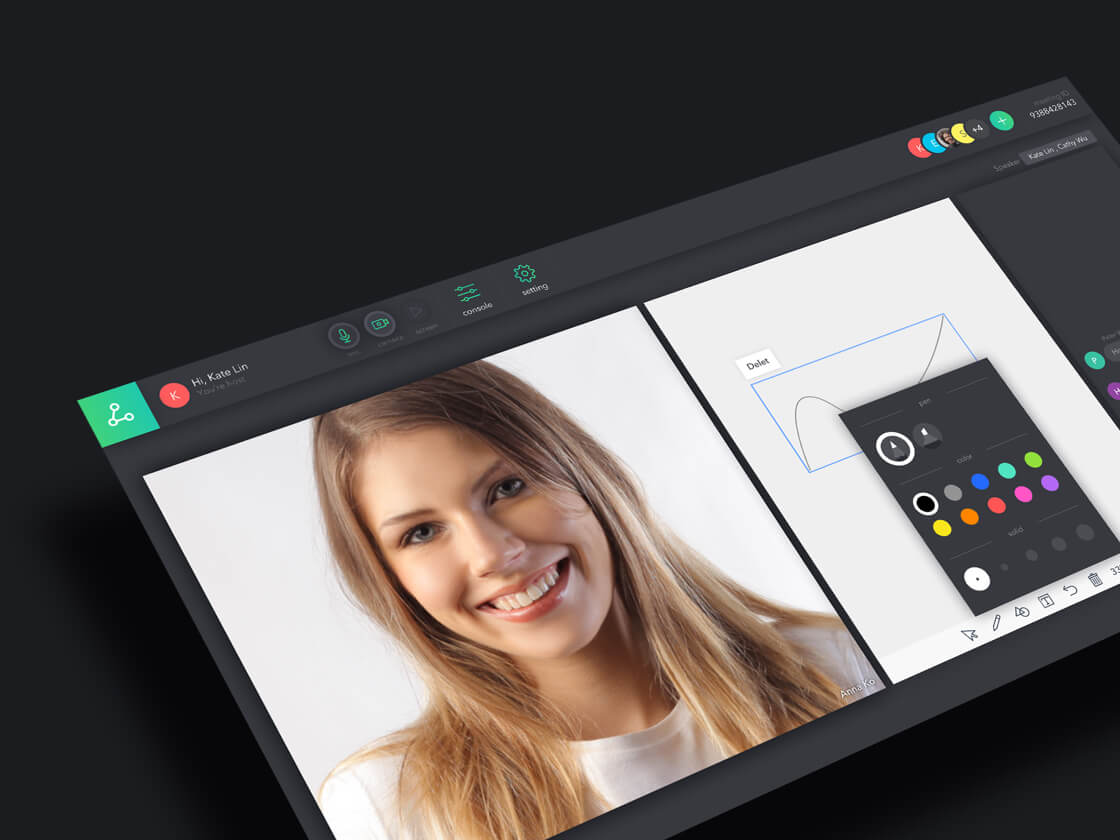 meeting ID
9388428143
K
E
S
+4
Speaker
Kate Lin , Cathy Wu
Hi, Kate Lin
You're host
K
mic
camera
screen
console
setting
Delet
pen
color
solid
P
H
T
Anna Ko